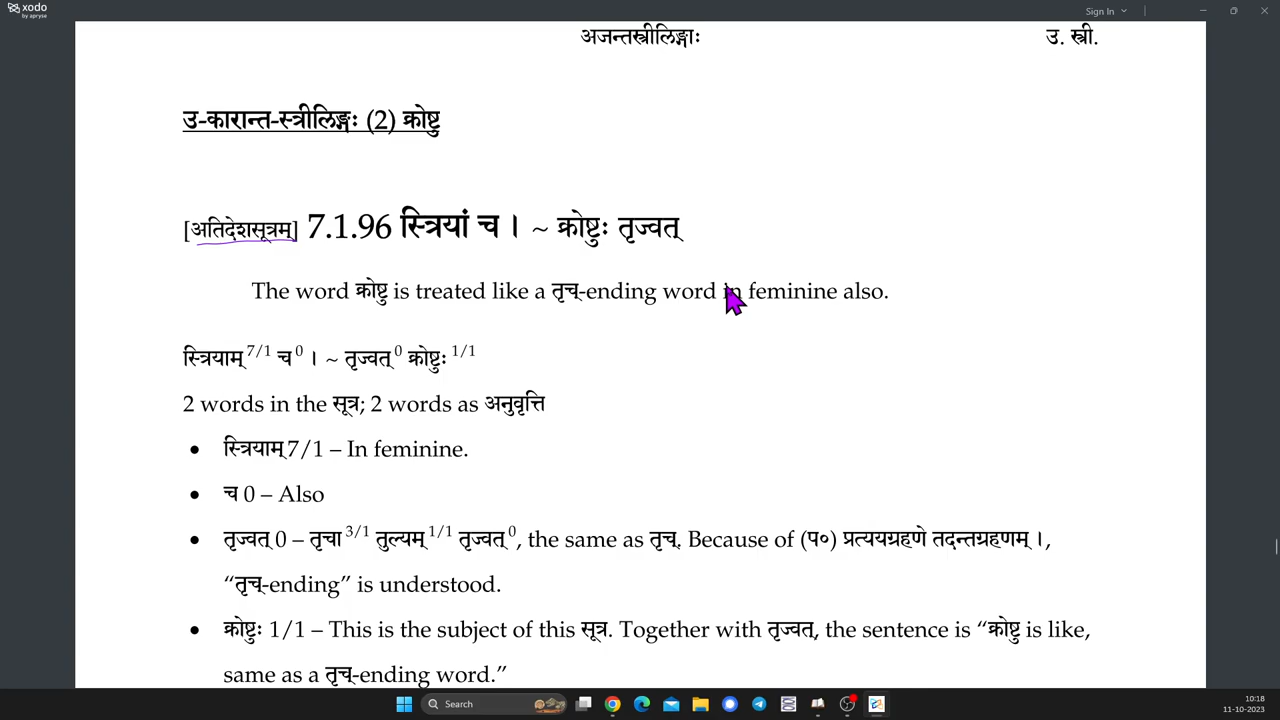 xodo
by apryse
Sign In
अजन्तस्त्रीलिङ्गाः उ. स्त्री.
उ-कारान्त-स्त्रीलिङ्गः (2) क्रोष्टु
[अतिदेशसूत्रम्] 7.1.96 स्त्रियां च । ~ क्रोष्टुः तृज्वत्
The word क्रोष्टु is treated like a तृच्-ending word in feminine also.
स्त्रियाम् 7/1 च 0 । ~ तृज्वत् 0 क्रोष्टुः 1/1
2 words in the सूत्र; 2 words as अनुवृत्ति
• स्त्रियाम् 7/1 – In feminine.
• च 0 – Also
• तृज्वत् 0 – तृचा 3/1 तुल्यम् 1/1 तृज्वत् 0, the same as तृच्. Because of (प०) प्रत्ययग्रहणे तदन्तग्रहणम् ।,
“तृच्-ending” is understood.
• क्रोष्टुः 1/1 – This is the subject of this सूत्र. Together with तृज्वत्, the sentence is “क्रोष्टु is like,
same as a तृच्-ending word.”
Search
10:18
11-10-2023